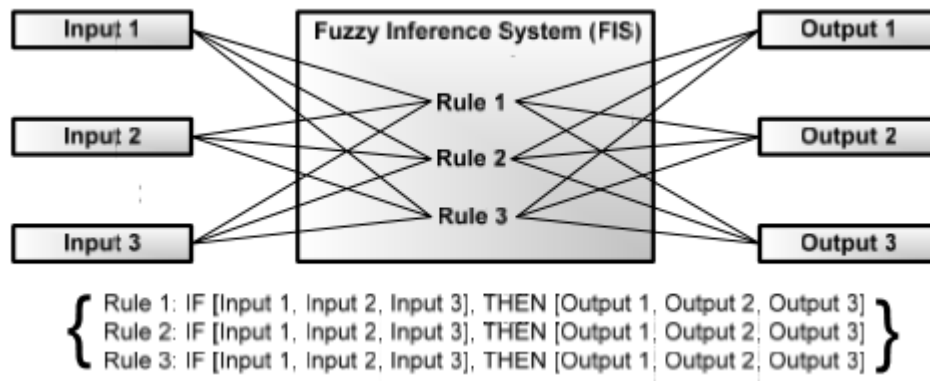 Input 1
Fuzzy Inference System (FIS)
Output 1
Rule 1
Input 2
Rule 2
Output 2
Rule 3
Input 3
Output 3
Rule 1: IF [Input 1, Input 2, Input 3], THEN [Output 1, Output 2, Output 3]
Rule 2: IF [Input 1, Input 2, Input 3], THEN [Output 1, Output 2, Output 3]
Rule 3: IF [Input 1, Input 2, Input 3], THEN [Output 1, Output 2, Output 3]